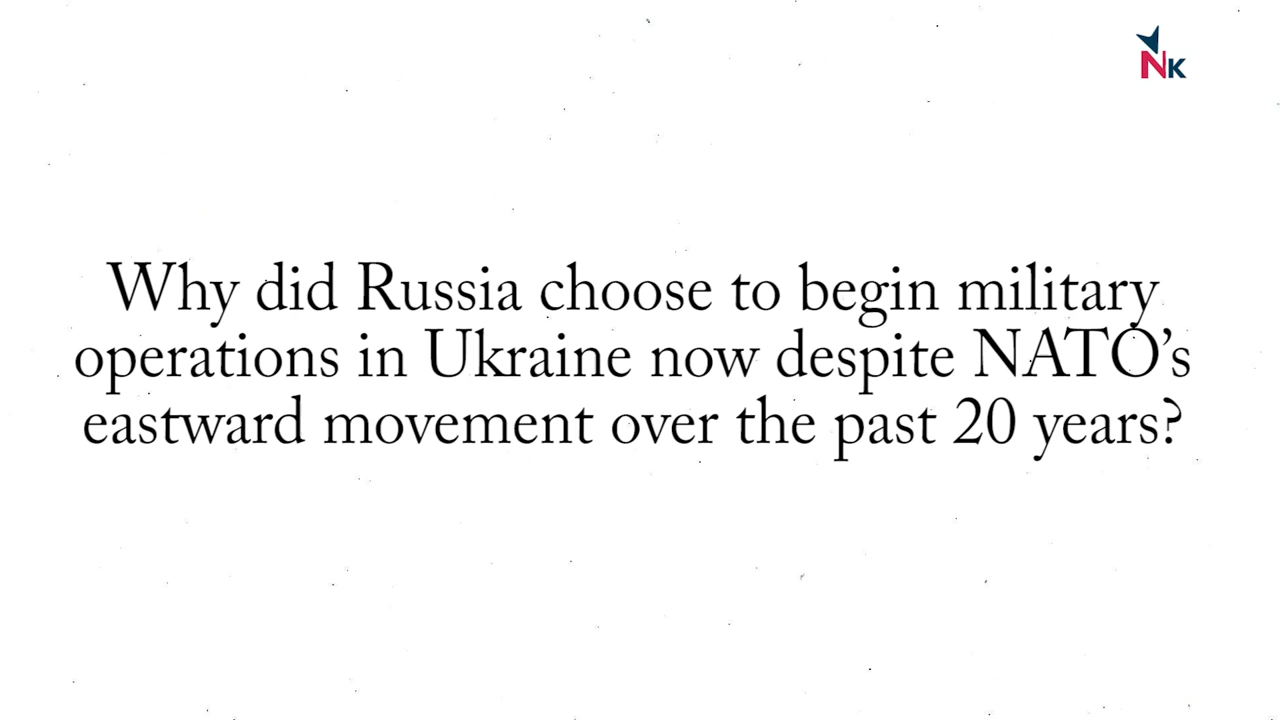 NK
Why did Russia choose to begin military
operations in Ukraine now despite NATO’s
eastward movement over the past 20 years?